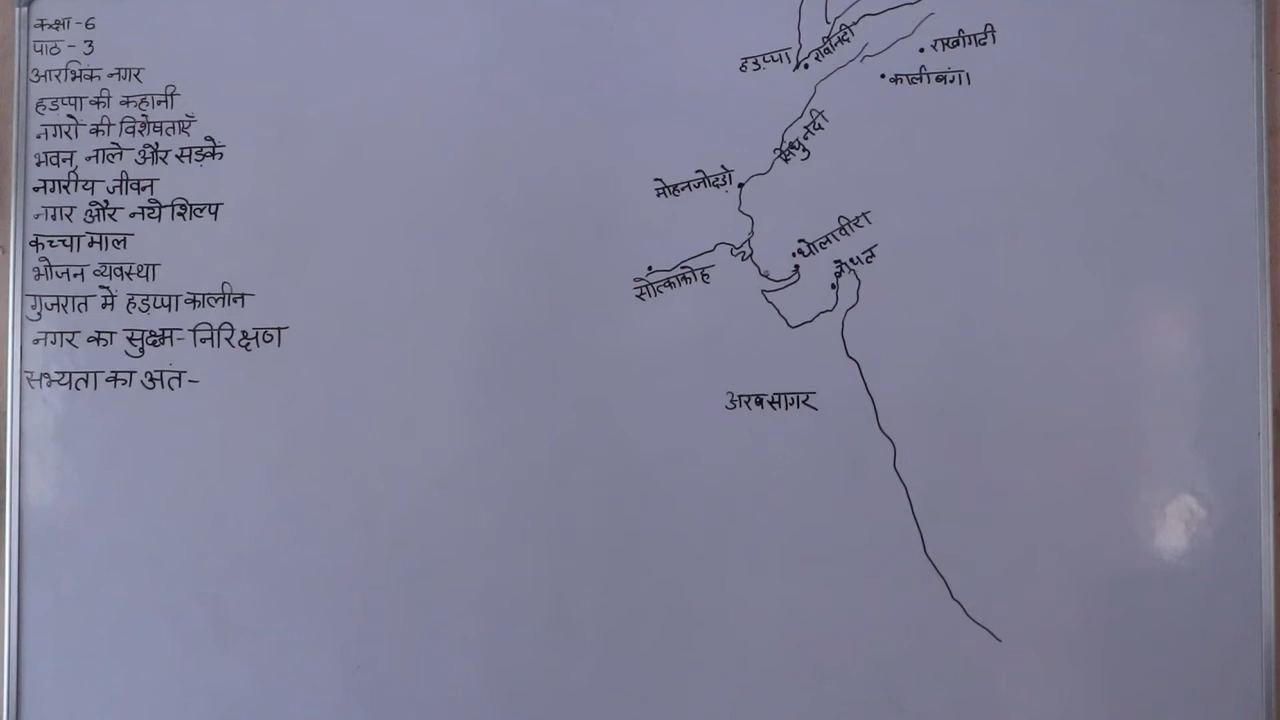 कक्षा -6
पाठ - 3
आरंभिक नगर
हड़प्पा की कहानी
नगरों की विशेषताएँ
भवन, नाले और सड़के
नगरीय जीवन
नगर और नये शिल्प
कच्चा माल
भोजन व्यवस्था
गुजरात में हड़प्पा कालीन
नगर का सुक्ष्म - निरिक्षण
सभ्यता का अंत -
हड़प्पा
रावी नदी
राखीगढी
कालीबंगा
सिंधु नदी
मोहनजोदड़ो
धोलावीरा
लोथल
सोत्काकोह
अरब सागर